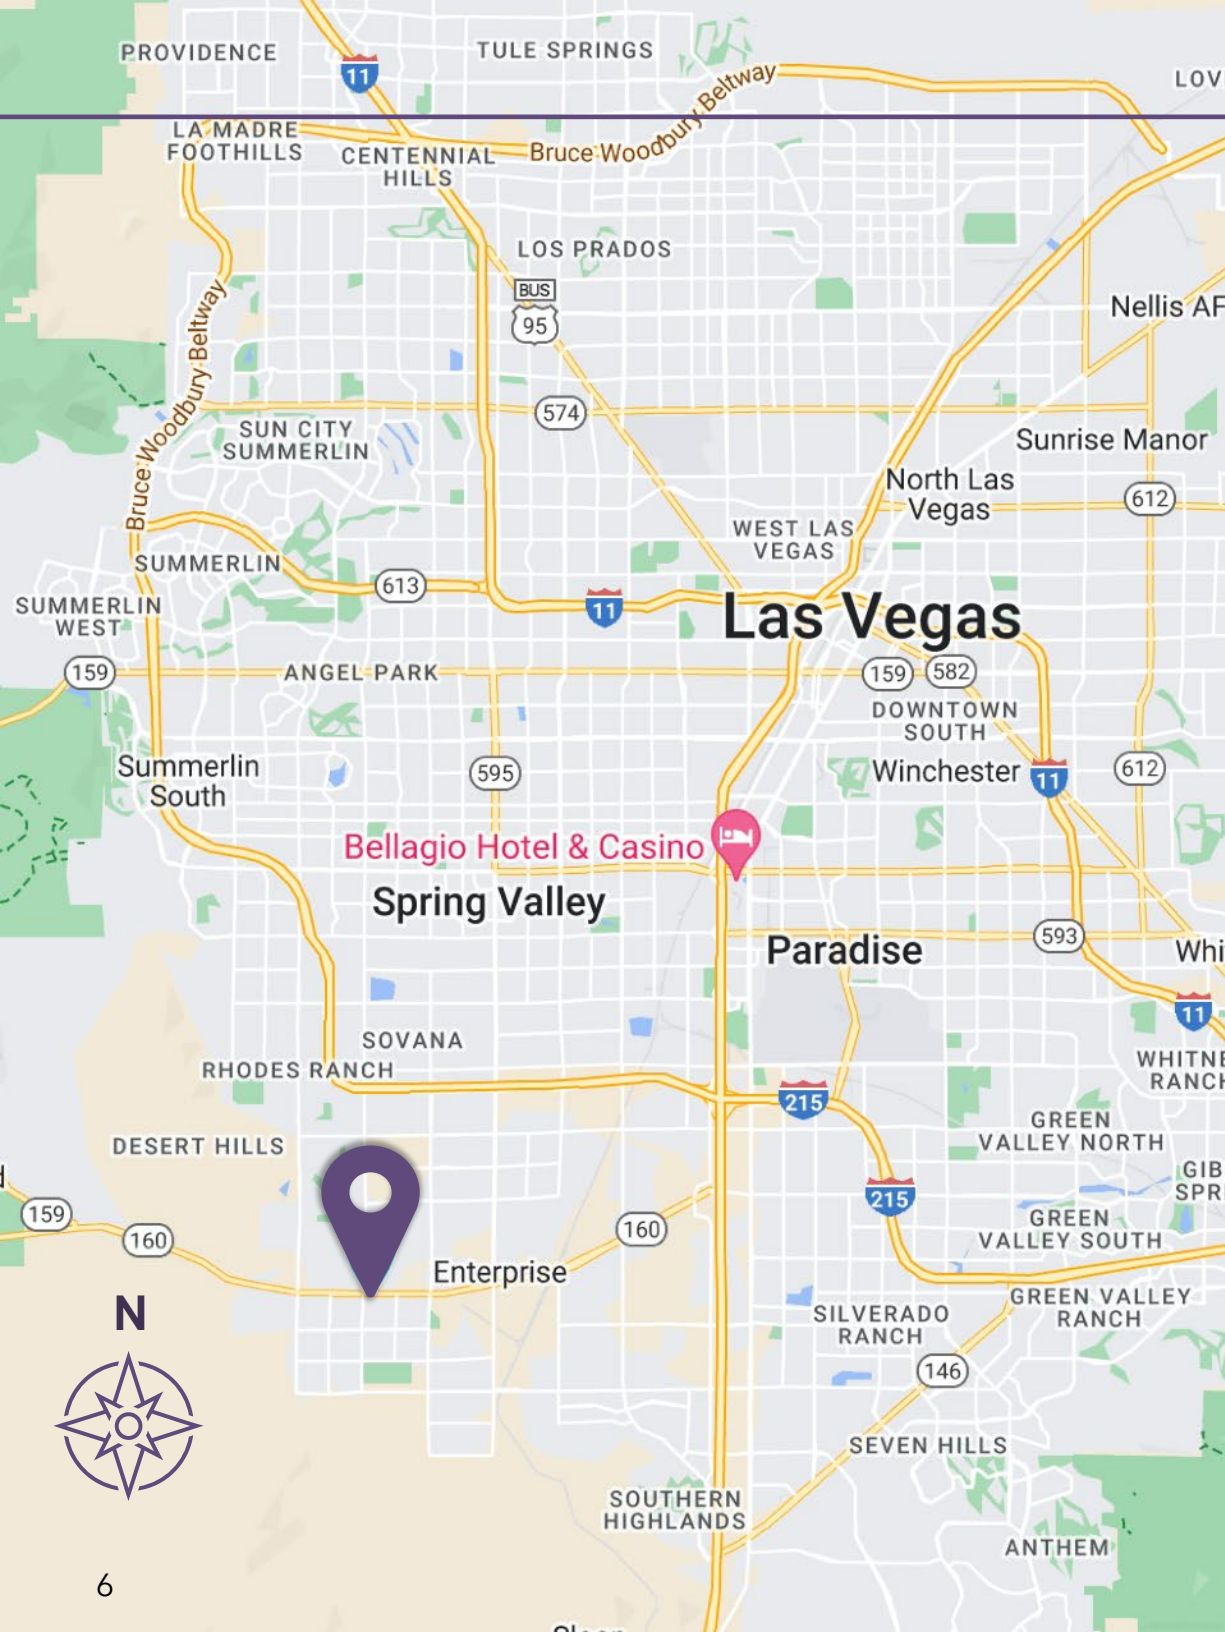 PROVIDENCE
TULE SPRINGS
11
LOV
Bruce Woodbury Beltway
LA MADRE
FOOTHILLS
CENTENNIAL
HILLS
LOS PRADOS
BUS
95
Nellis AF
Bruce Woodbury Beltway
574
SUN CITY
SUMMERLIN
Sunrise Manor
North Las
Vegas
612
WEST LAS
VEGAS
SUMMERLIN
613
11
SUMMERLIN
WEST
Las Vegas
159
ANGEL PARK
159
582
DOWNTOWN
SOUTH
Summerlin
South
595
Winchester
11
612
Bellagio Hotel & Casino
Spring Valley
Paradise
593
Whi
11
SOVANA
RHODES RANCH
WHITNE
RANCH
215
GREEN
VALLEY NORTH
DESERT HILLS
d
GIB
SPRI
159
160
215
160
GREEN
VALLEY SOUTH
Enterprise
N
SILVERADO
RANCH
GREEN VALLEY
RANCH
146
SEVEN HILLS
SOUTHERN
HIGHLANDS
ANTHEM
6